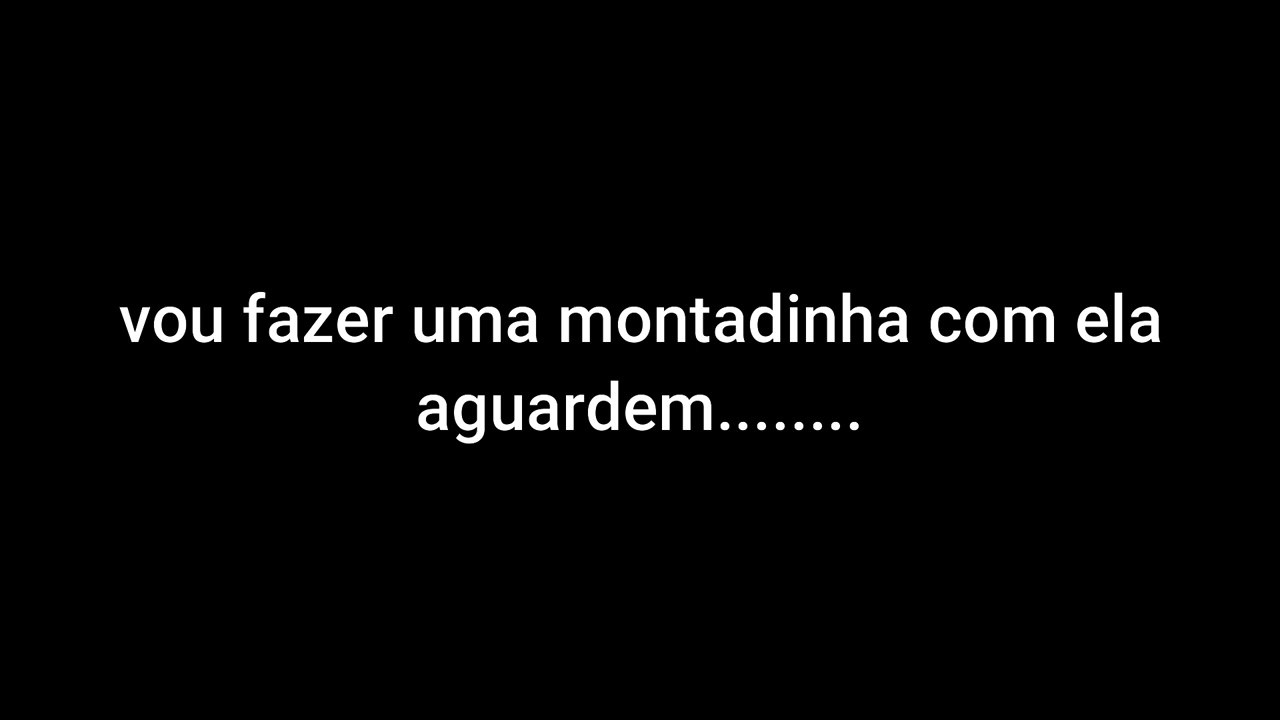 vou fazer uma montadinha com ela
aguardem........